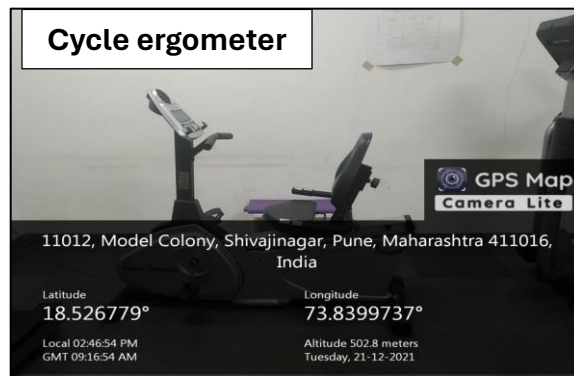 Cycle ergometer
GPS Map
Camera Lite
11012, Model Colony, Shivajinagar, Pune, Maharashtra 411016,
India
Latitude
18.526779°
Longitude
73.8399737°
Local 02:46:54 PM
GMT 09:16:54 AM
Altitude 502.8 meters
Tuesday, 21-12-2021